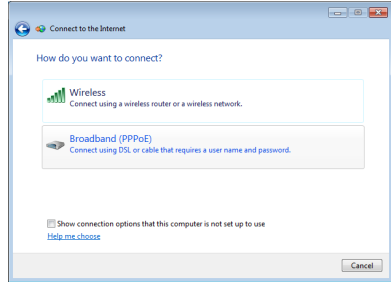 Connect to the Internet
How do you want to connect?
Wireless
Connect using a wireless router or a wireless network.
Broadband (PPPoE)
Connect using DSL or cable that requires a user name and password.
Show connection options that this computer is not set up to use
Help me choose
Cancel